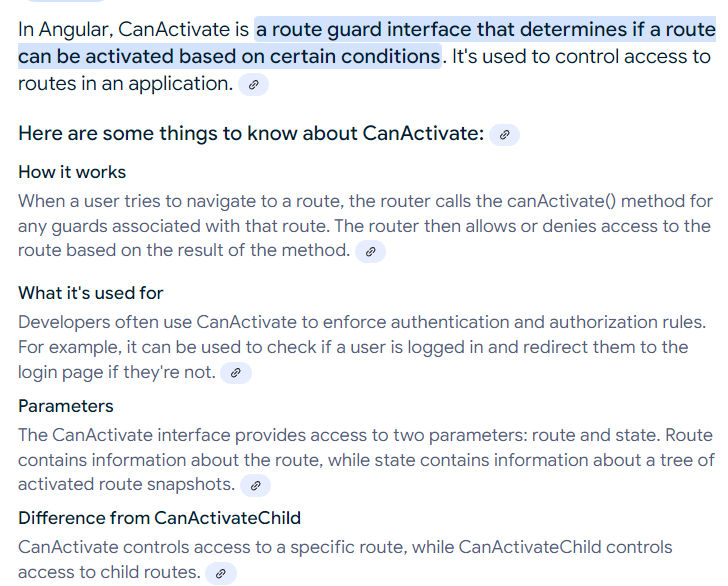 In Angular, CanActivate is a route guard interface that determines if a route
can be activated based on certain conditions. It's used to control access to
routes in an application.
Here are some things to know about CanActivate:
How it works
When a user tries to navigate to a route, the router calls the canActivate() method for
any guards associated with that route. The router then allows or denies access to the
route based on the result of the method.
What it's used for
Developers often use CanActivate to enforce authentication and authorization rules.
For example, it can be used to check if a user is logged in and redirect them to the
login page if they're not.
Parameters
The CanActivate interface provides access to two parameters: route and state. Route
contains information about the route, while state contains information about a tree of
activated route snapshots.
Difference from CanActivateChild
CanActivate controls access to a specific route, while CanActivateChild controls
access to child routes.